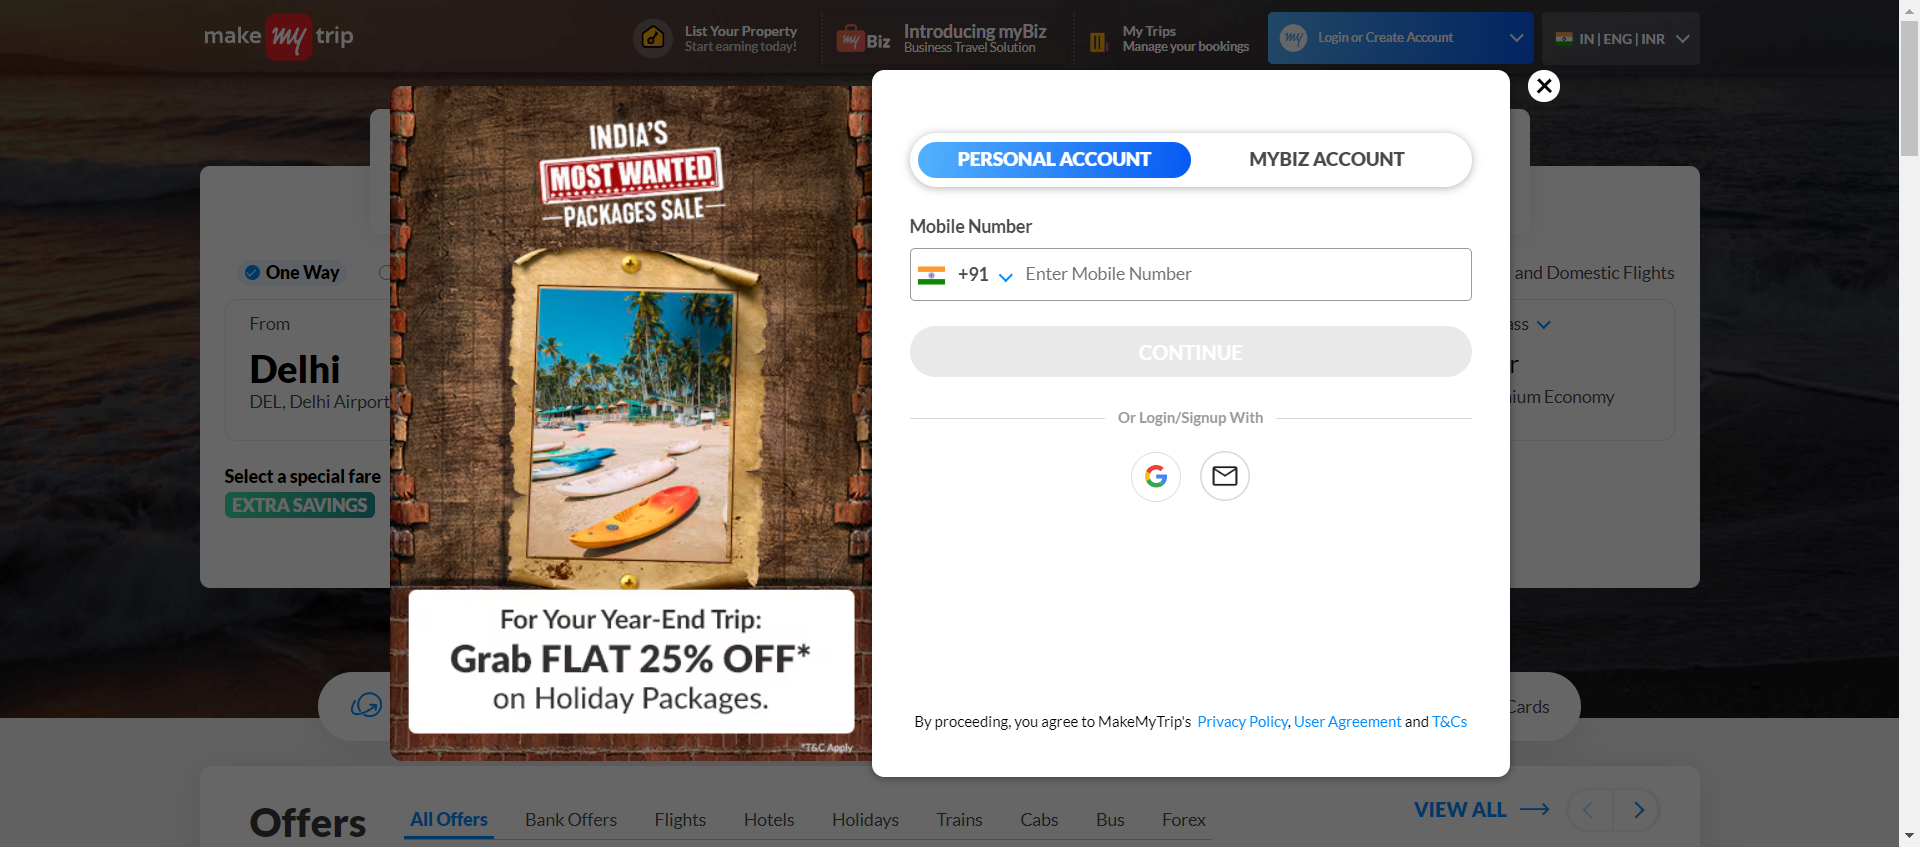 make my trip
List Your Property
Start earning today!
my Biz
Introducing myBiz
Business Travel Solution
My Trips
Manage your bookings
my
Login or Create Account
IN | ENG | INR
INDIA'S
MOST WANTED
PACKAGES SALE
For Your Year-End Trip:
Grab FLAT 25% OFF*
on Holiday Packages.
*T&C Apply
PERSONAL ACCOUNT
MYBIZ ACCOUNT
Mobile Number
+91
Enter Mobile Number
CONTINUE
Or Login/Signup With
By proceeding, you agree to MakeMyTrip's Privacy Policy, User Agreement and T&Cs
One Way
and Domestic Flights
From
Delhi
DEL, Delhi Airport
Economy
Select a special fare
EXTRA SAVINGS
Cards
Offers
All Offers
Bank Offers
Flights
Hotels
Holidays
Trains
Cabs
Bus
Forex
VIEW ALL